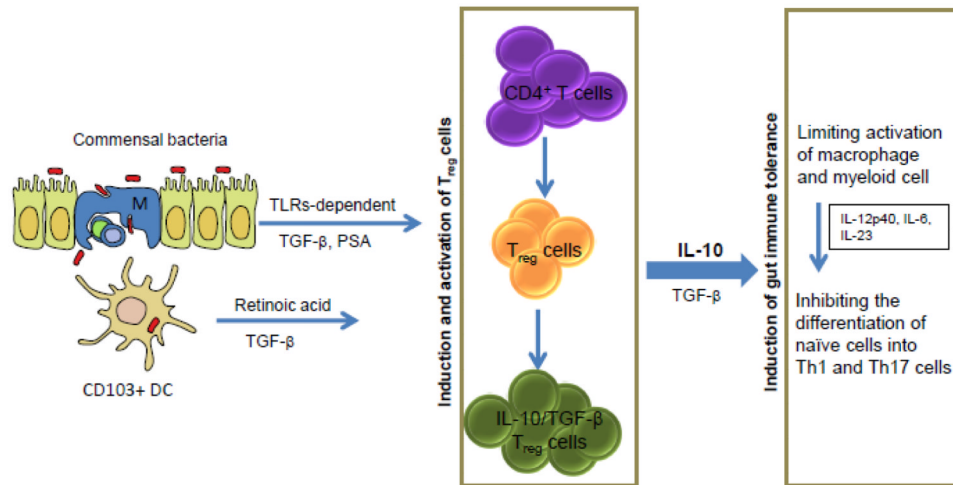 Commensal bacteria
M
TLRs-dependent
TGF-β, PSA
Retinoic acid
TGF-β
CD103+ DC
Induction and activation of Treg cells
CD4+ T cells
Treg cells
IL-10/TGF-β
Treg cells
IL-10
TGF-β
Induction of gut immune tolerance
Limiting activation
of macrophage
and myeloid cell
IL-12p40, IL-6,
IL-23
Inhibiting the
differentiation of
naïve cells into
Th1 and Th17 cells